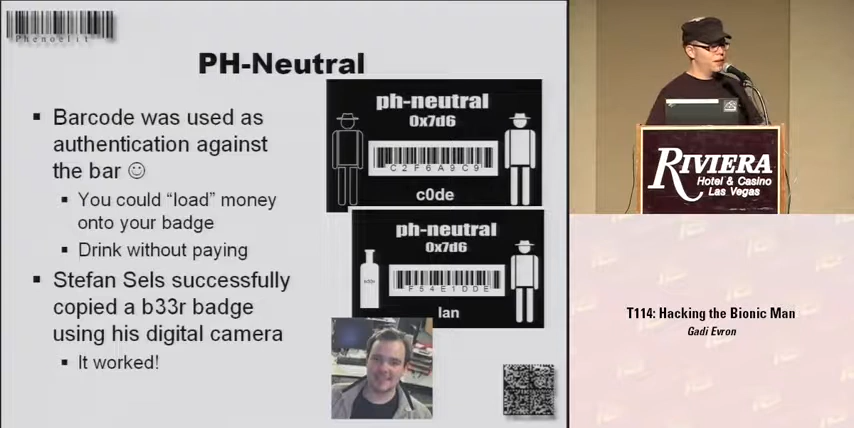 Phenoelit
PH-Neutral
Barcode was used as
authentication against
the bar ☺
You could “load” money
onto your badge
Drink without paying
Stefan Sels successfully
copied a b33r badge
using his digital camera
It worked!
ph-neutral
0x7d6
C2F6A9C9
c0de
ph-neutral
0x7d6
b33r
F54E1DDE
lan
RIVIERA
Hotel & Casino
Las Vegas
T114: Hacking the Bionic Man
Gadi Evron